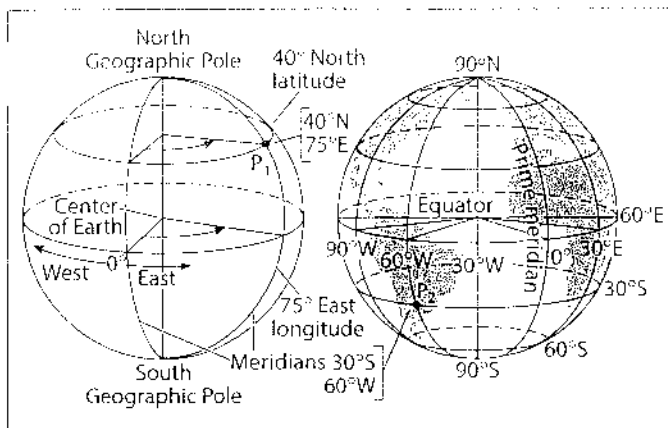 North
Geographic Pole
40° North
latitude
40°N
75°E
P₁
Center
of Earth
West
0°
East
75° East
longitude
Meridians
South
Geographic Pole
30°S
60°W
90°N
Prime meridian
Equator
60°E
90°W
60°W
30°W
0°
30°E
P₂
30°S
60°S
90°S